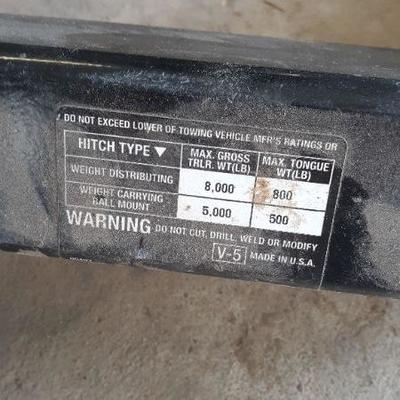 DO NOT EXCEED LOWER OF TOWING VEHICLE MFR'S RATINGS OR
HITCH TYPE ▼ MAX. GROSS TRLR. WT(LB) MAX. TONGUE WT(LB)
WEIGHT DISTRIBUTING 8,000 800
WEIGHT CARRYING BALL MOUNT 5,000 500
WARNING DO NOT CUT, DRILL, WELD OR MODIFY
V-5 MADE IN U.S.A.